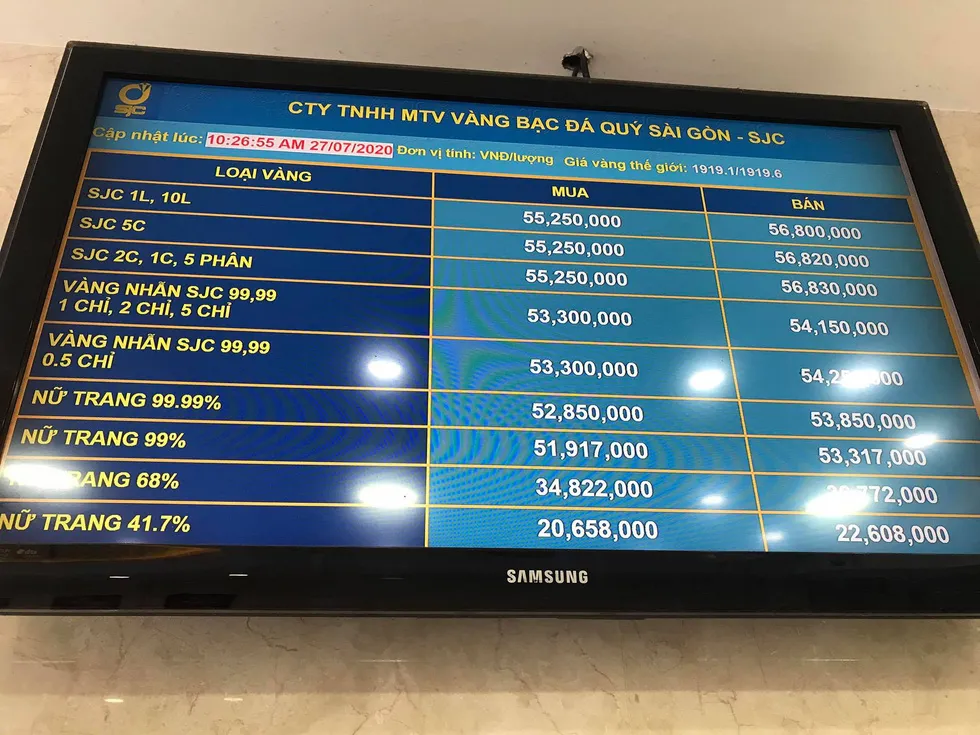 SJC
CTY TNHH MTV VÀNG BẠC ĐÁ QUÝ SÀI GÒN - SJC
Cập nhật lúc: 10:26:55 AM 27/07/2020 Đơn vị tính: VNĐ/lượng Giá vàng thế giới: 1919.1/1919.6
LOẠI VÀNG MUA BÁN
SJC 1L, 10L 55,250,000 56,800,000
SJC 5C 55,250,000 56,820,000
SJC 2C, 1C, 5 PHÂN 55,250,000 56,830,000
VÀNG NHẪN SJC 99,99
1 CHỈ, 2 CHỈ, 5 CHỈ 53,300,000 54,150,000
VÀNG NHẪN SJC 99,99
0.5 CHỈ 53,300,000
NỮ TRANG 99.99% 52,850,000 53,850,000
NỮ TRANG 99% 51,917,000 53,317,000
TRANG 68% 34,822,000
NỮ TRANG 41.7% 20,658,000 22,608,000
SAMSUNG